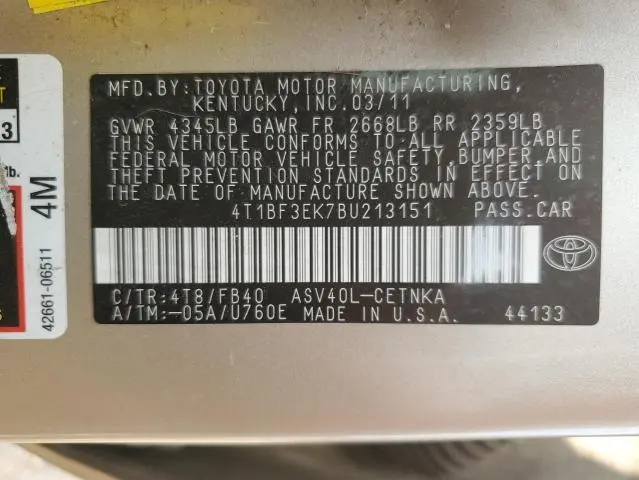 MFD.BY:TOYOTA MOTOR MANUFACTURING,
KENTUCKY,INC.03/11
GVWR 4345LB GAWR FR 2668LB RR 2359LB
THIS VEHICLE CONFORMS TO ALL APPLICABLE
FEDERAL MOTOR VEHICLE SAFETY,BUMPER,AND
THEFT PREVENTION STANDARDS IN EFFECT ON
THE DATE OF MANUFACTURE SHOWN ABOVE.
4T1BF3EK7BU213151 PASS.CAR
C/TR:4T8/FB40 ASV40L-CETNKA
A/TM:-05A/U760E MADE IN U.S.A. 44133
TOYOTA
3
lb.
4M
42661-06511